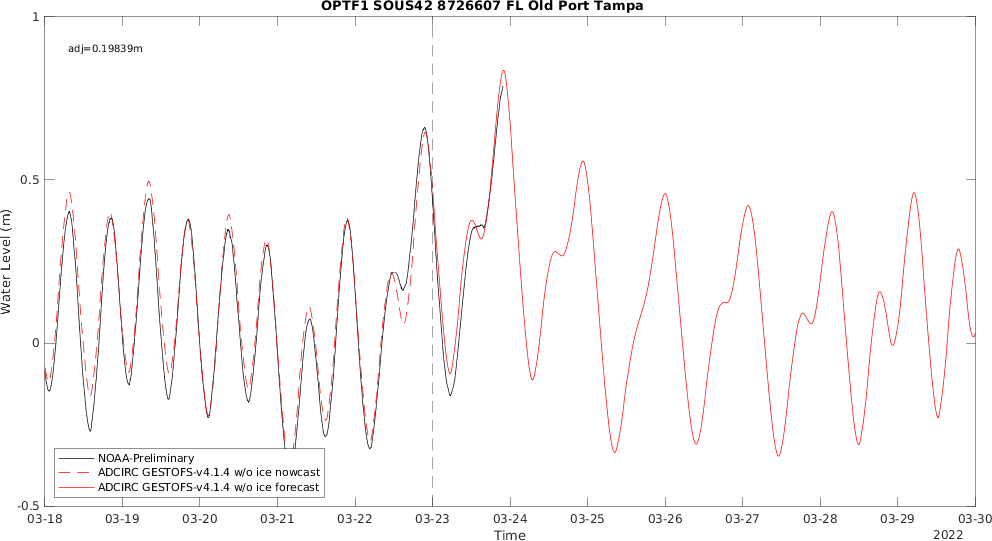 OPTF1 SOUS42 8726607 FL Old Port Tampa
adj=0.19839m
1
0.5
0
-0.5
Water Level (m)
NOAA-Preliminary
ADCIRC GESTOFS-v4.1.4 w/o ice nowcast
ADCIRC GESTOFS-v4.1.4 w/o ice forecast
03-18 03-19 03-20 03-21 03-22 03-23 03-24 03-25 03-26 03-27 03-28 03-29 03-30
Time
2022